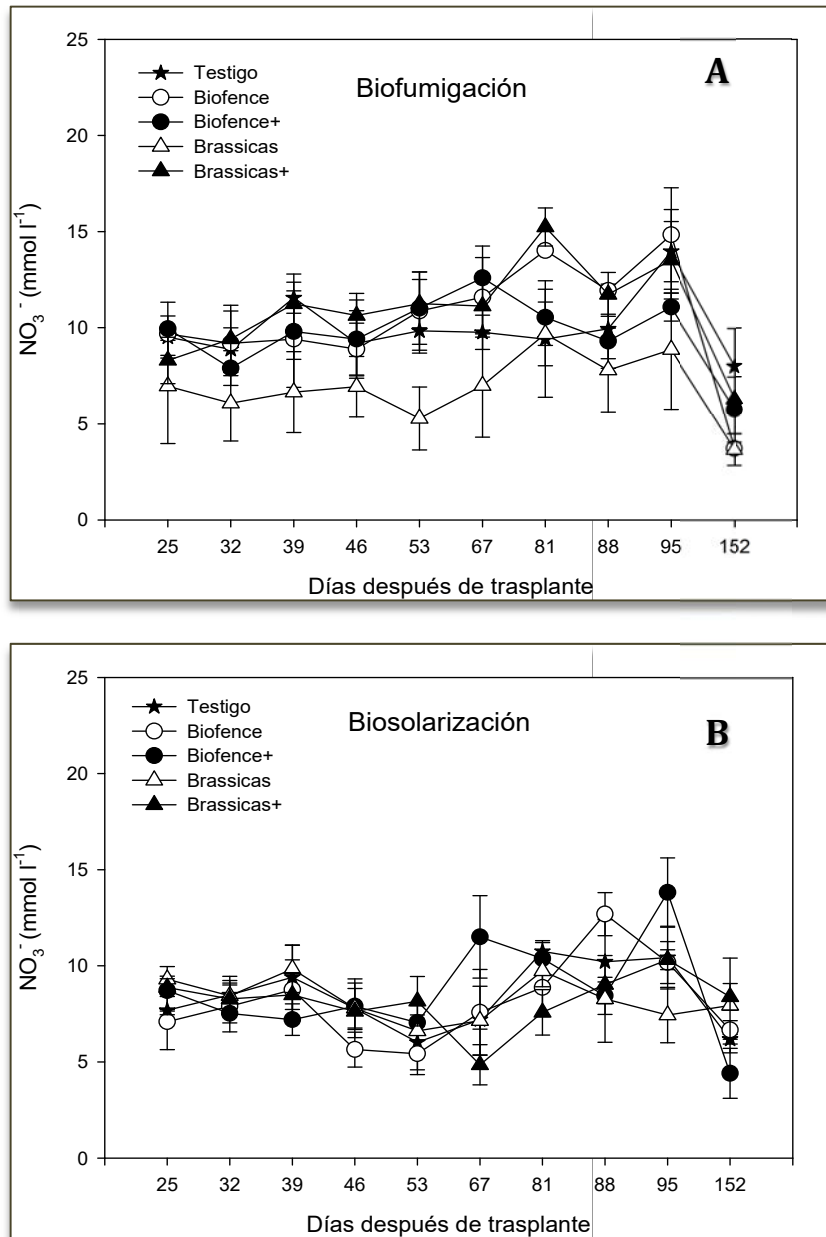 25
A
Testigo
Biofence
Biofence+
Brassicas
Brassicas+
Biofumigación
20
15
10
5
0
NO₃⁻ (mmol l⁻¹)
25 32 39 46 53 67 81 88 95 152
Días después de trasplante
25
B
Testigo
Biofence
Biofence+
Brassicas
Brassicas+
Biosolarización
20
15
10
5
0
NO₃⁻ (mmol l⁻¹)
25 32 39 46 53 67 81 88 95 152
Días después de trasplante